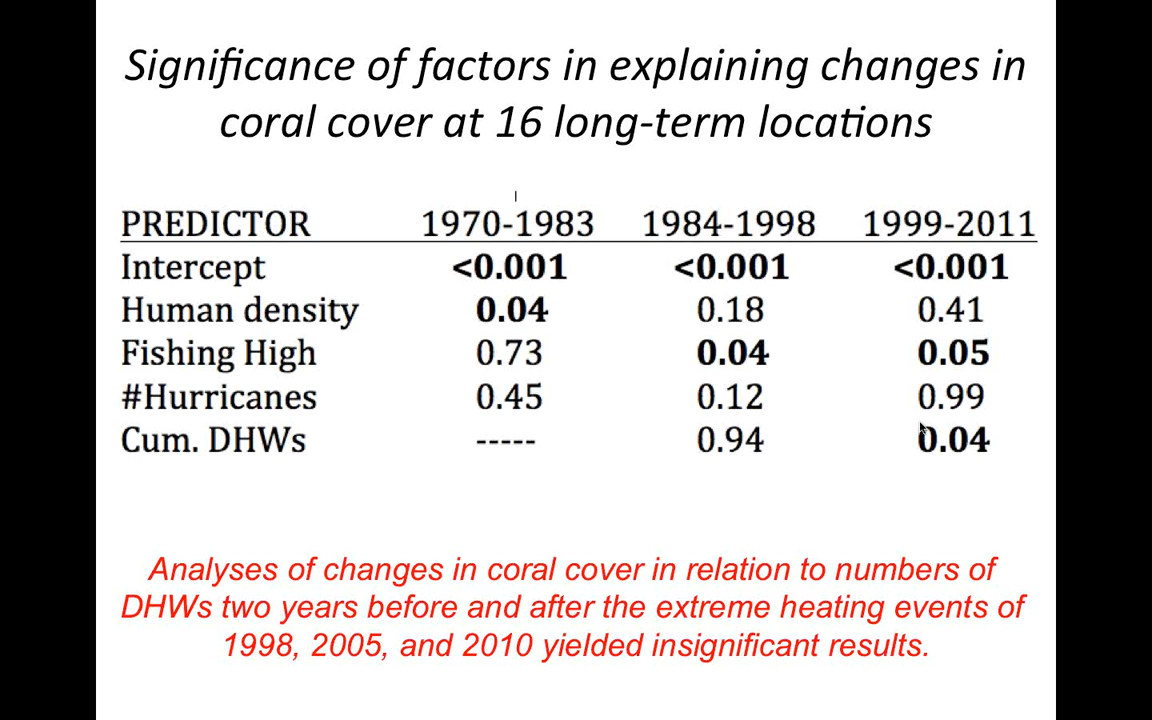 Significance of factors in explaining changes in
coral cover at 16 long-term locations
PREDICTOR 1970-1983 1984-1998 1999-2011
Intercept <0.001 <0.001 <0.001
Human density 0.04 0.18 0.41
Fishing High 0.73 0.04 0.05
#Hurricanes 0.45 0.12 0.99
Cum. DHWs ----- 0.94 0.04
Analyses of changes in coral cover in relation to numbers of
DHWs two years before and after the extreme heating events of
1998, 2005, and 2010 yielded insignificant results.